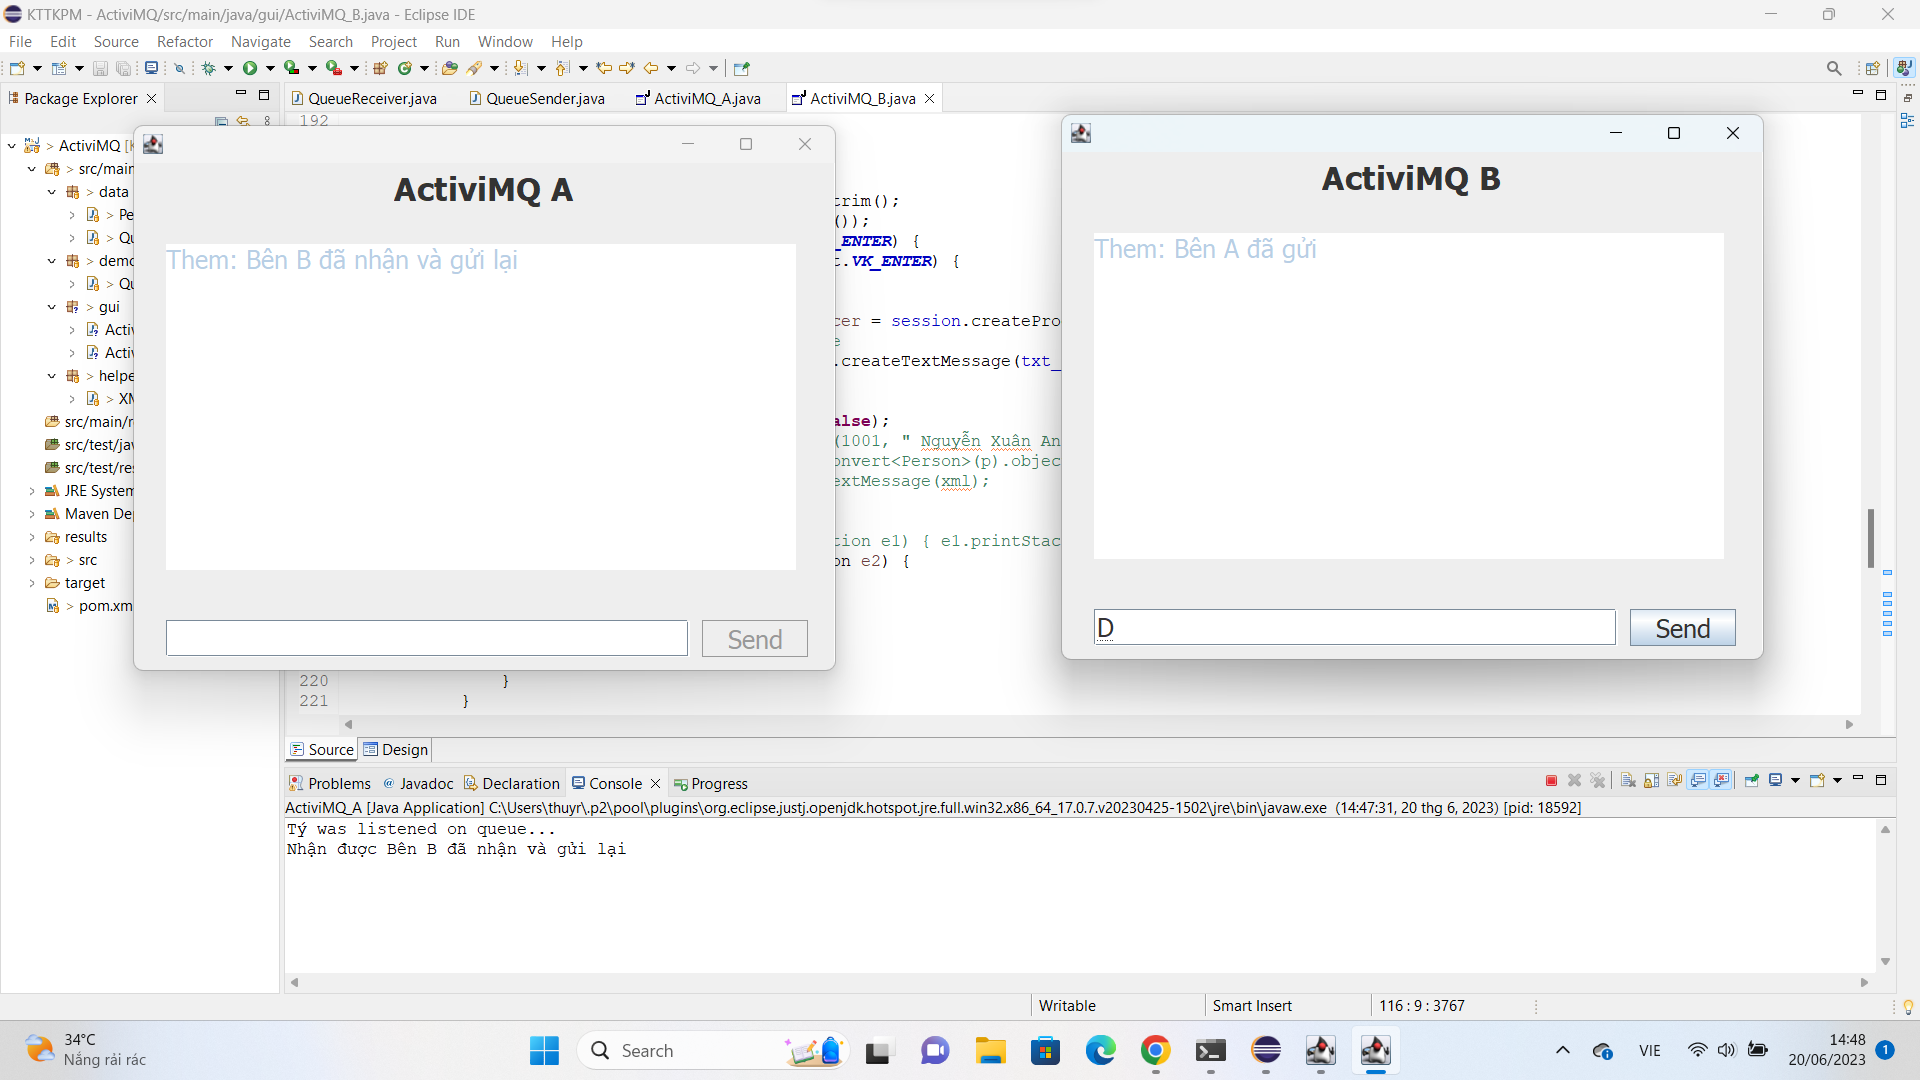 KTTKPM - ActiviMQ/src/main/java/gui/ActiviMQ_B.java - Eclipse IDE
File Edit Source Refactor Navigate Search Project Run Window Help
Package Explorer
QueueReceiver.java QueueSender.java ActiviMQ_A.java ActiviMQ_B.java
192
> ActiviMQ
> src/main
> data
> Pe
> Qu
> demo
> Qu
> gui
Activ
Activ
> helpe
> XM
src/main/r
src/test/jav
src/test/res
JRE System
Maven De
results
> src
target
> pom.xm
ActiviMQ A
Them: Bên B đã nhận và gửi lại
Send
trim();
());
_ENTER) {
.VK_ENTER) {
cer = session.createPro
.createTextMessage(txt_
alse);
(1001, " Nguyễn Xuân An
onvert<Person>(p).objec
extMessage(xml);
tion e1) { e1.printStac
on e2) {
ActiviMQ B
Them: Bên A đã gửi
D
Send
220 }
221 }
Source Design
Problems Javadoc Declaration Console Progress
ActiviMQ_A [Java Application] C:\Users\thuyr\.p2\pool\plugins\org.eclipse.justj.openjdk.hotspot.jre.full.win32.x86_64_17.0.7.v20230425-1502\jre\bin\javaw.exe (14:47:31, 20 thg 6, 2023) [pid: 18592]
Tý was listened on queue...
Nhận được Bên B đã nhận và gửi lại
Writable Smart Insert 116 : 9 : 3767
34°C
Nắng rải rác
Search
VIE
14:48
20/06/2023
1